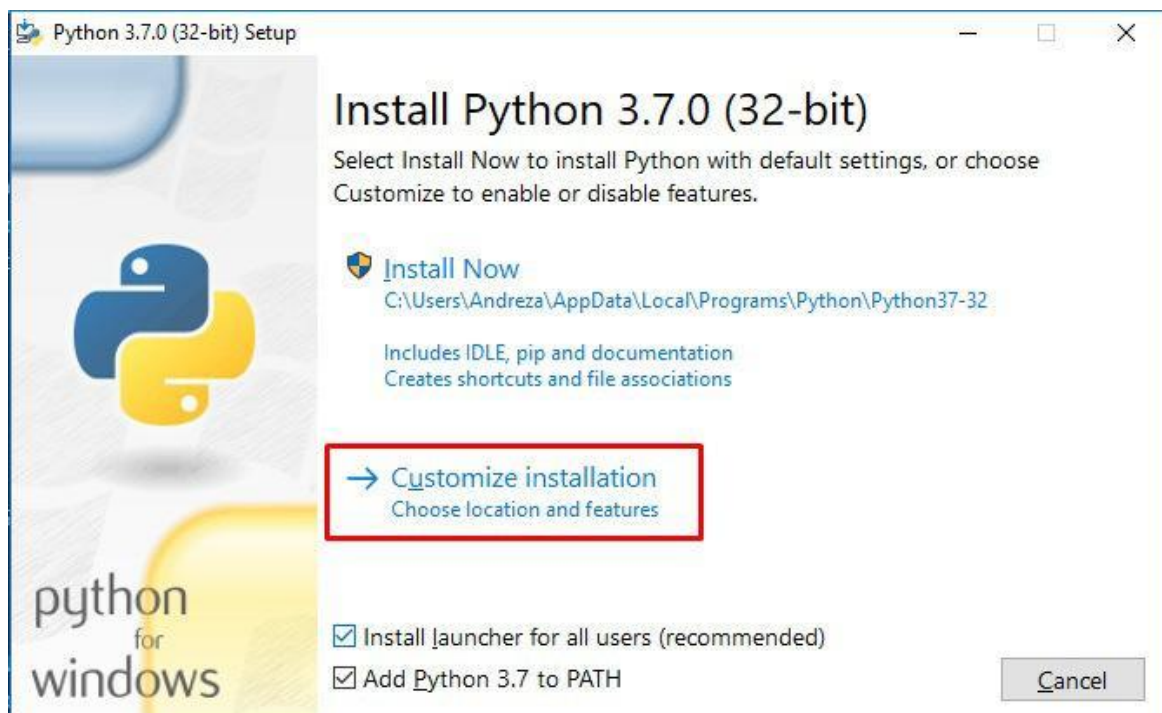 Python 3.7.0 (32-bit) Setup
Install Python 3.7.0 (32-bit)
Select Install Now to install Python with default settings, or choose
Customize to enable or disable features.
Install Now
C:\Users\Andreza\AppData\Local\Programs\Python\Python37-32
Includes IDLE, pip and documentation
Creates shortcuts and file associations
Customize installation
Choose location and features
python
for
windows
Install launcher for all users (recommended)
Add Python 3.7 to PATH
Cancel